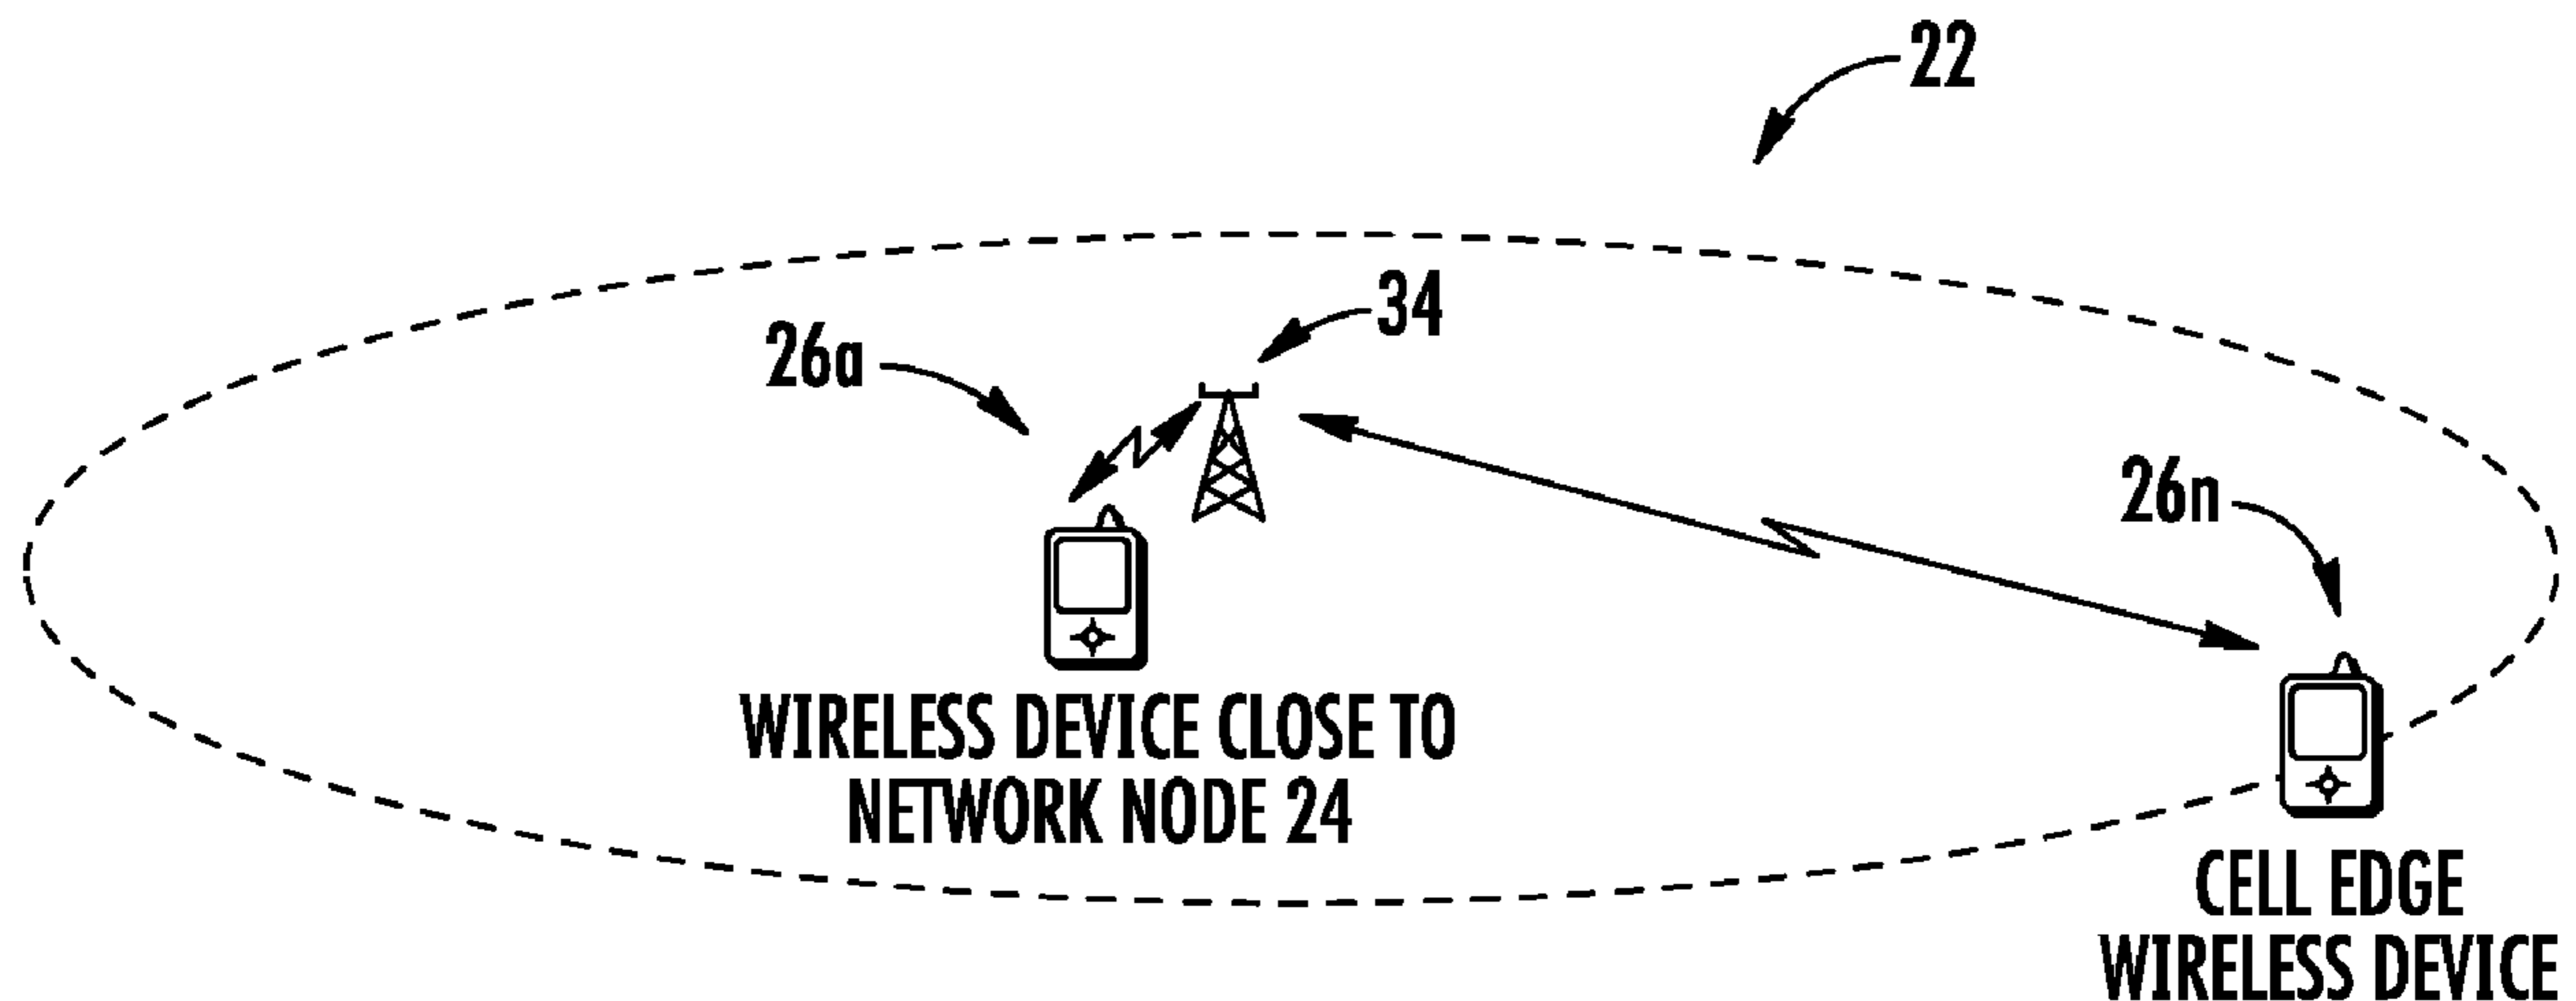 22
34
26a
26n
WIRELESS DEVICE CLOSE TO
NETWORK NODE 24
CELL EDGE
WIRELESS DEVICE